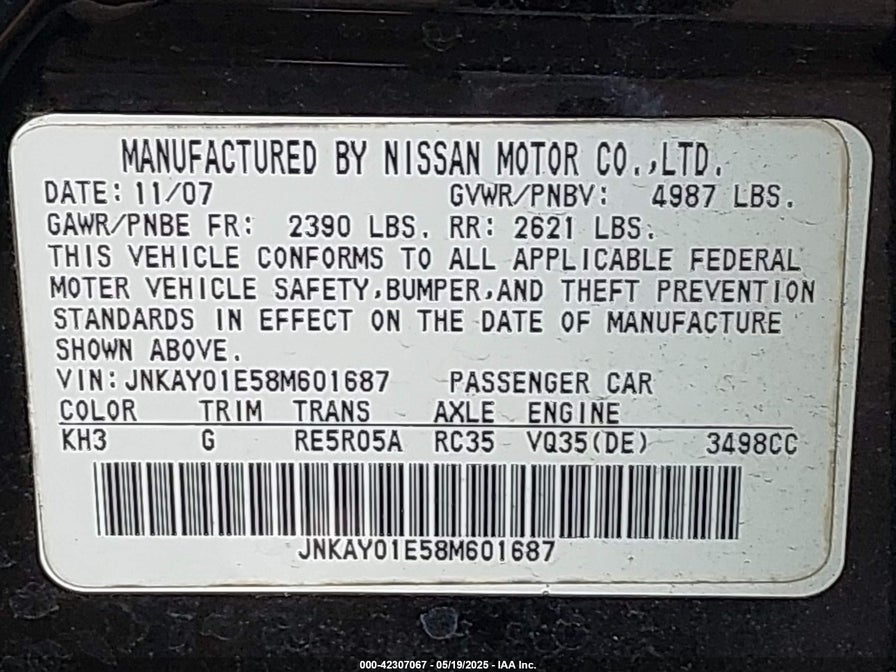 MANUFACTURED BY NISSAN MOTOR CO.,LTD.
DATE: 11/07 GVWR/PNBV: 4987 LBS.
GAWR/PNBE FR: 2390 LBS. RR: 2621 LBS.
THIS VEHICLE CONFORMS TO ALL APPLICABLE FEDERAL
MOTER VEHICLE SAFETY,BUMPER,AND THEFT PREVENTION
STANDARDS IN EFFECT ON THE DATE OF MANUFACTURE
SHOWN ABOVE.
VIN: JNKAY01E58M601687 PASSENGER CAR
COLOR TRIM TRANS AXLE ENGINE
KH3 G RE5R05A RC35 VQ35(DE) 3498CC
JNKAY01E58M601687
000-42307067 - 05/19/2025 - IAA Inc.